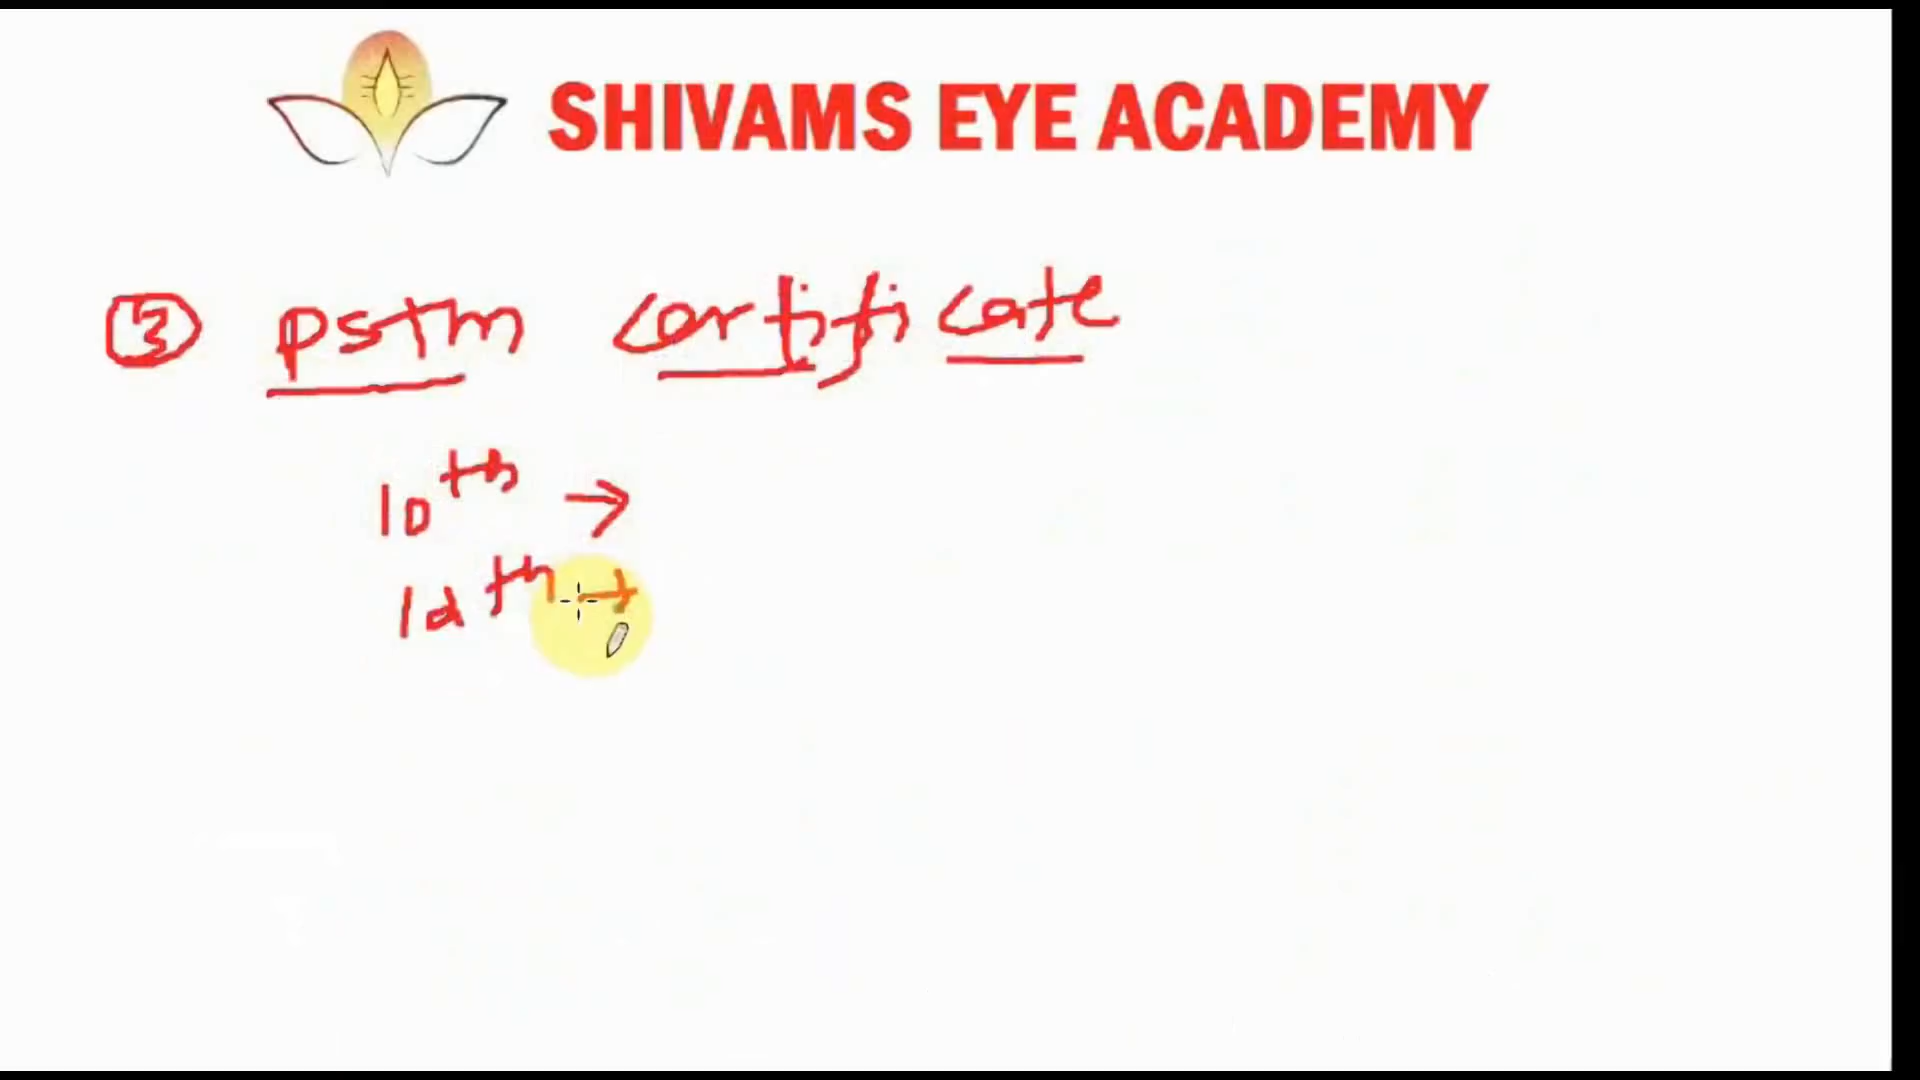 SHIVAMS EYE ACADEMY
③ pstm certificate
10th →
12th →